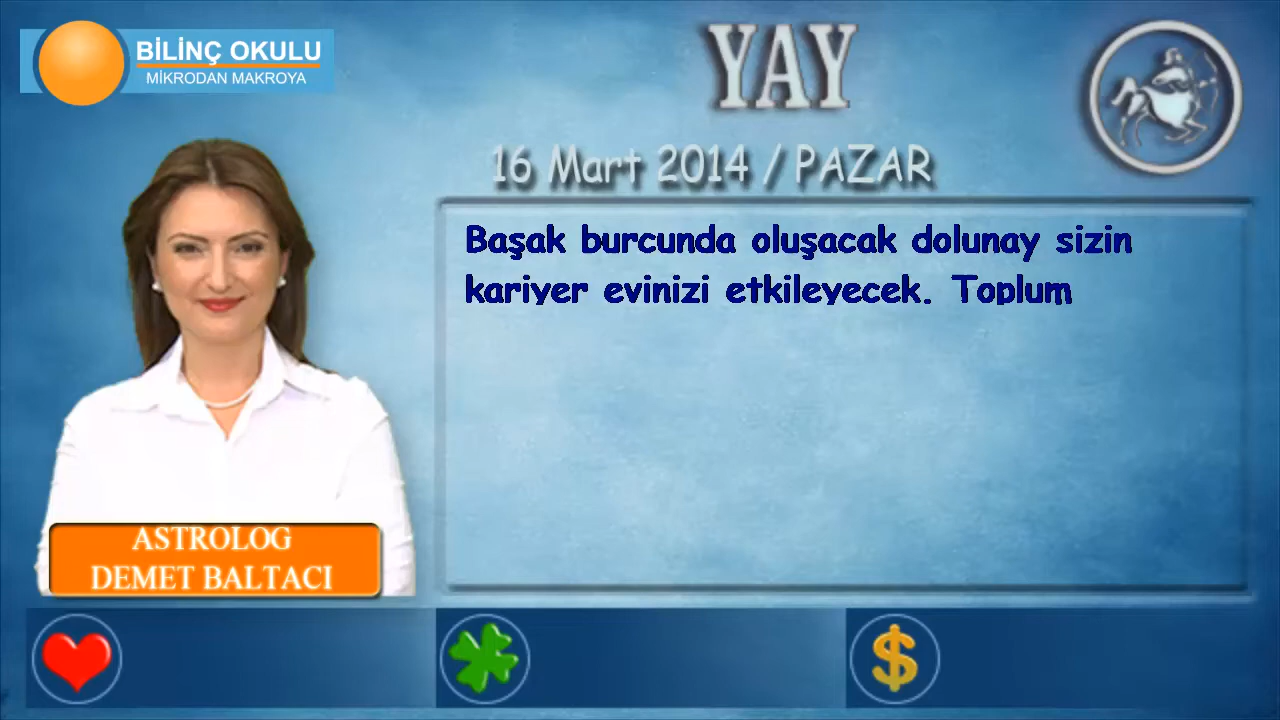 BİLİNÇ OKULU
MİKRODAN MAKROYA
YAY
16 Mart 2014 / PAZAR
Başak burcunda oluşacak dolunay sizin
kariyer evinizi etkileyecek. Toplum
ASTROLOG
DEMET BALTACI